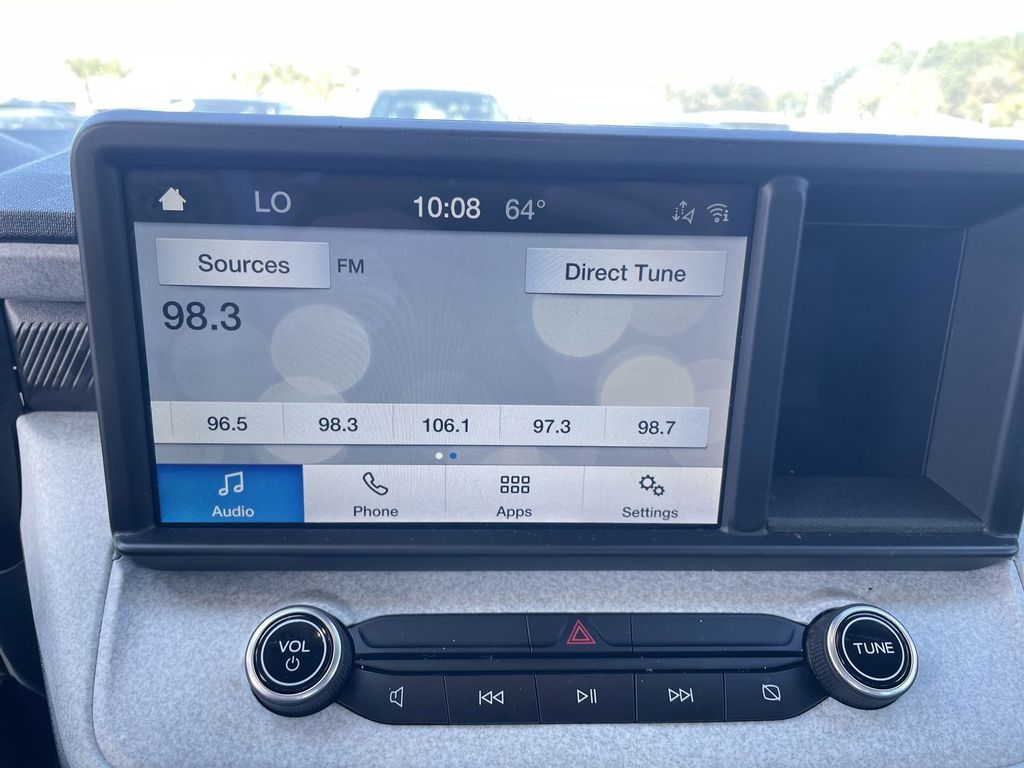 LO 10:08 64°
Sources FM Direct Tune
98.3
96.5 98.3 106.1 97.3 98.7
Audio Phone Apps Settings
VOL TUNE